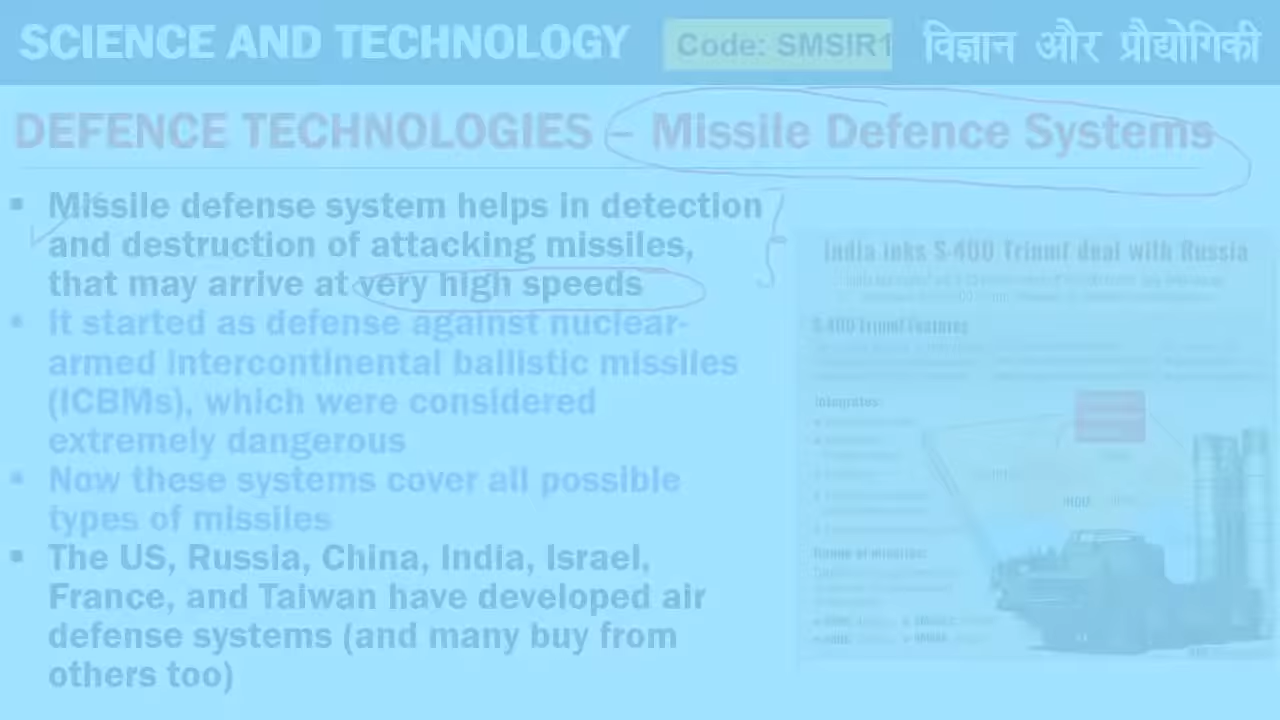 SCIENCE AND TECHNOLOGY
Code: SMSIR1
विज्ञान और प्रौद्योगिकी
DEFENCE TECHNOLOGIES – Missile Defence Systems
▪ Missile defense system helps in detection
and destruction of attacking missiles,
that may arrive at very high speeds
▪ It started as defense against nuclear-
armed intercontinental ballistic missiles
(ICBMs), which were considered
extremely dangerous
▪ Now these systems cover all possible
types of missiles
▪ The US, Russia, China, India, Israel,
France, and Taiwan have developed air
defense systems (and many buy from
others too)
India inks S-400 Triumf deal with Russia
S-400 Triumf Features
Integrates:
INDIA
Range of missiles: